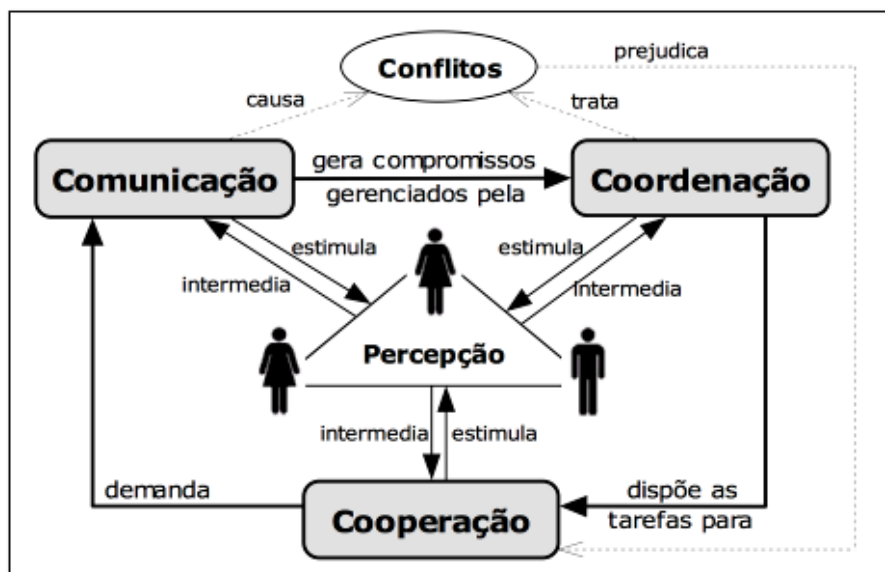 Conflitos
prejudica
causa
trata
Comunicação
gera compromissos
gerenciados pela
Coordenação
estimula
intermedia
estimula
intermedia
Percepção
intermedia
estimula
demanda
Cooperação
dispõe as
tarefas para